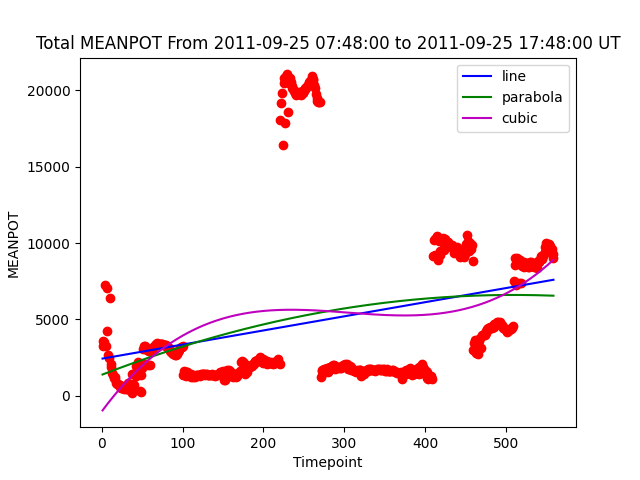 Total MEANPOT From 2011-09-25 07:48:00 to 2011-09-25 17:48:00 UT
line
parabola
cubic
20000
15000
10000
5000
0
MEANPOT
0 100 200 300 400 500
Timepoint